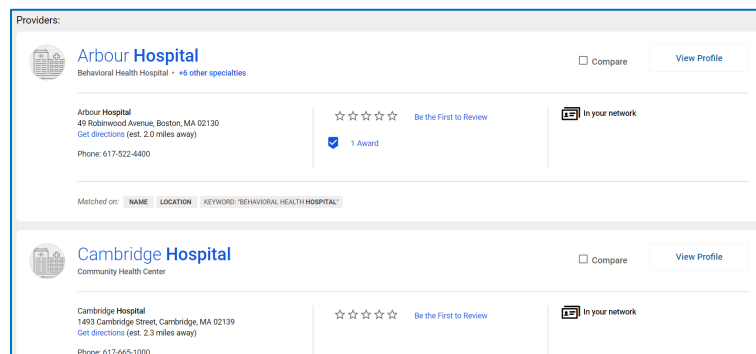 Providers:
Arbour Hospital
Behavioral Health Hospital • +6 other specialties
Compare
View Profile
Arbour Hospital
49 Robinwood Avenue, Boston, MA 02130
Get directions (est. 2.0 miles away)
Phone: 617-522-4400
Be the First to Review
1 Award
In your network
Matched on: NAME LOCATION KEYWORD: "BEHAVIORAL HEALTH HOSPITAL"
Cambridge Hospital
Community Health Center
Compare
View Profile
Cambridge Hospital
1493 Cambridge Street, Cambridge, MA 02139
Get directions (est. 2.3 miles away)
Phone: 617-665-1000
Be the First to Review
In your network